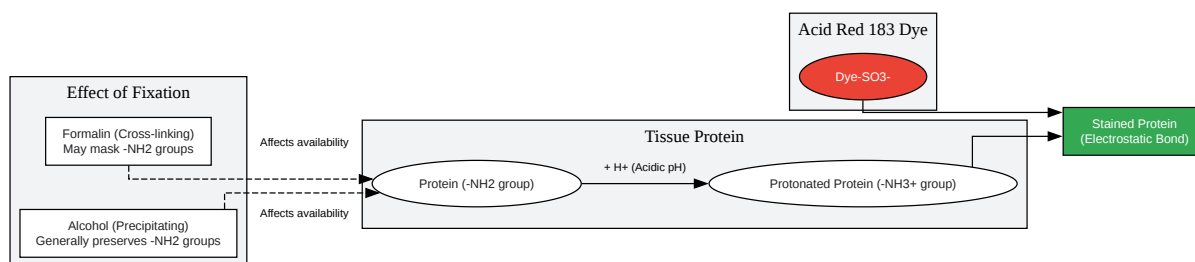 Acid Red 183 Dye
Dye-SO3-
Effect of Fixation
Formalin (Cross-linking)
May mask -NH2 groups
Alcohol (Precipitating)
Generally preserves -NH2 groups
Affects availability
Affects availability
Tissue Protein
Protein (-NH2 group)
+ H+ (Acidic pH)
Protonated Protein (-NH3+ group)
Stained Protein
(Electrostatic Bond)